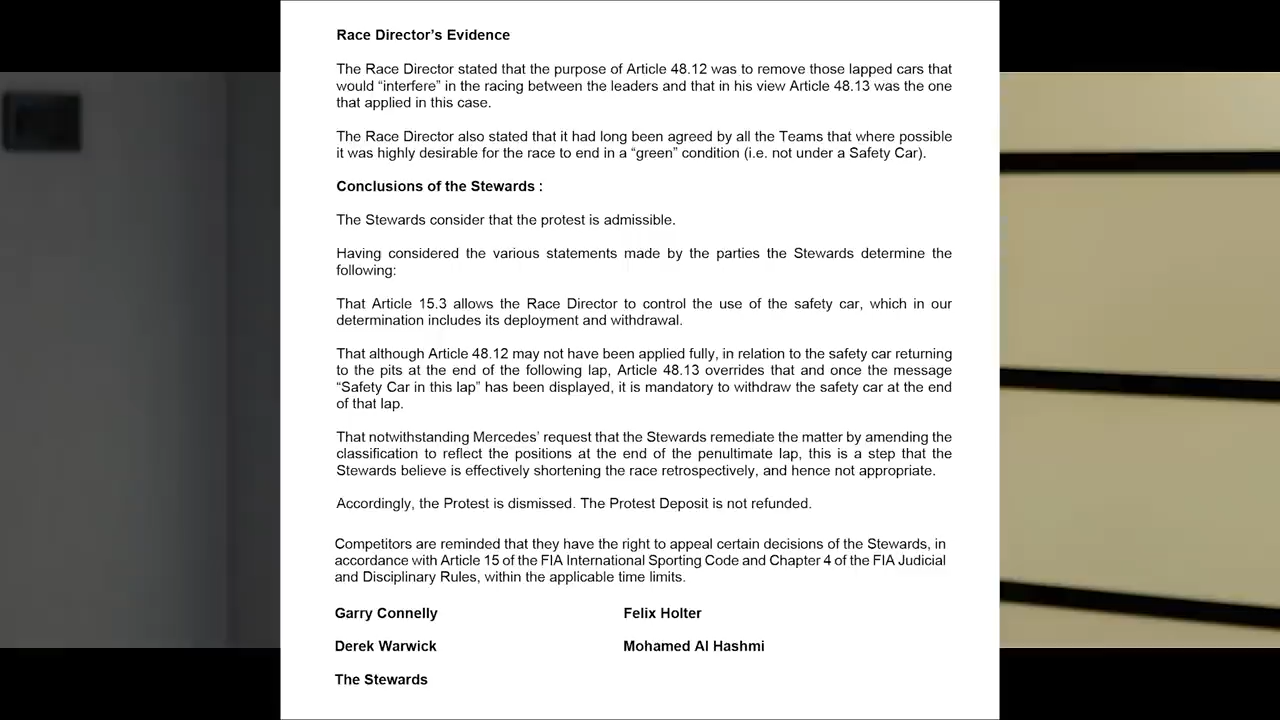 Race Director’s Evidence
The Race Director stated that the purpose of Article 48.12 was to remove those lapped cars that
would “interfere” in the racing between the leaders and that in his view Article 48.13 was the one
that applied in this case.
The Race Director also stated that it had long been agreed by all the Teams that where possible
it was highly desirable for the race to end in a “green” condition (i.e. not under a Safety Car).
Conclusions of the Stewards :
The Stewards consider that the protest is admissible.
Having considered the various statements made by the parties the Stewards determine the
following:
That Article 15.3 allows the Race Director to control the use of the safety car, which in our
determination includes its deployment and withdrawal.
That although Article 48.12 may not have been applied fully, in relation to the safety car returning
to the pits at the end of the following lap, Article 48.13 overrides that and once the message
“Safety Car in this lap” has been displayed, it is mandatory to withdraw the safety car at the end
of that lap.
That notwithstanding Mercedes’ request that the Stewards remediate the matter by amending the
classification to reflect the positions at the end of the penultimate lap, this is a step that the
Stewards believe is effectively shortening the race retrospectively, and hence not appropriate.
Accordingly, the Protest is dismissed. The Protest Deposit is not refunded.
Competitors are reminded that they have the right to appeal certain decisions of the Stewards, in
accordance with Article 15 of the FIA International Sporting Code and Chapter 4 of the FIA Judicial
and Disciplinary Rules, within the applicable time limits.
Garry Connelly Felix Holter
Derek Warwick Mohamed Al Hashmi
The Stewards